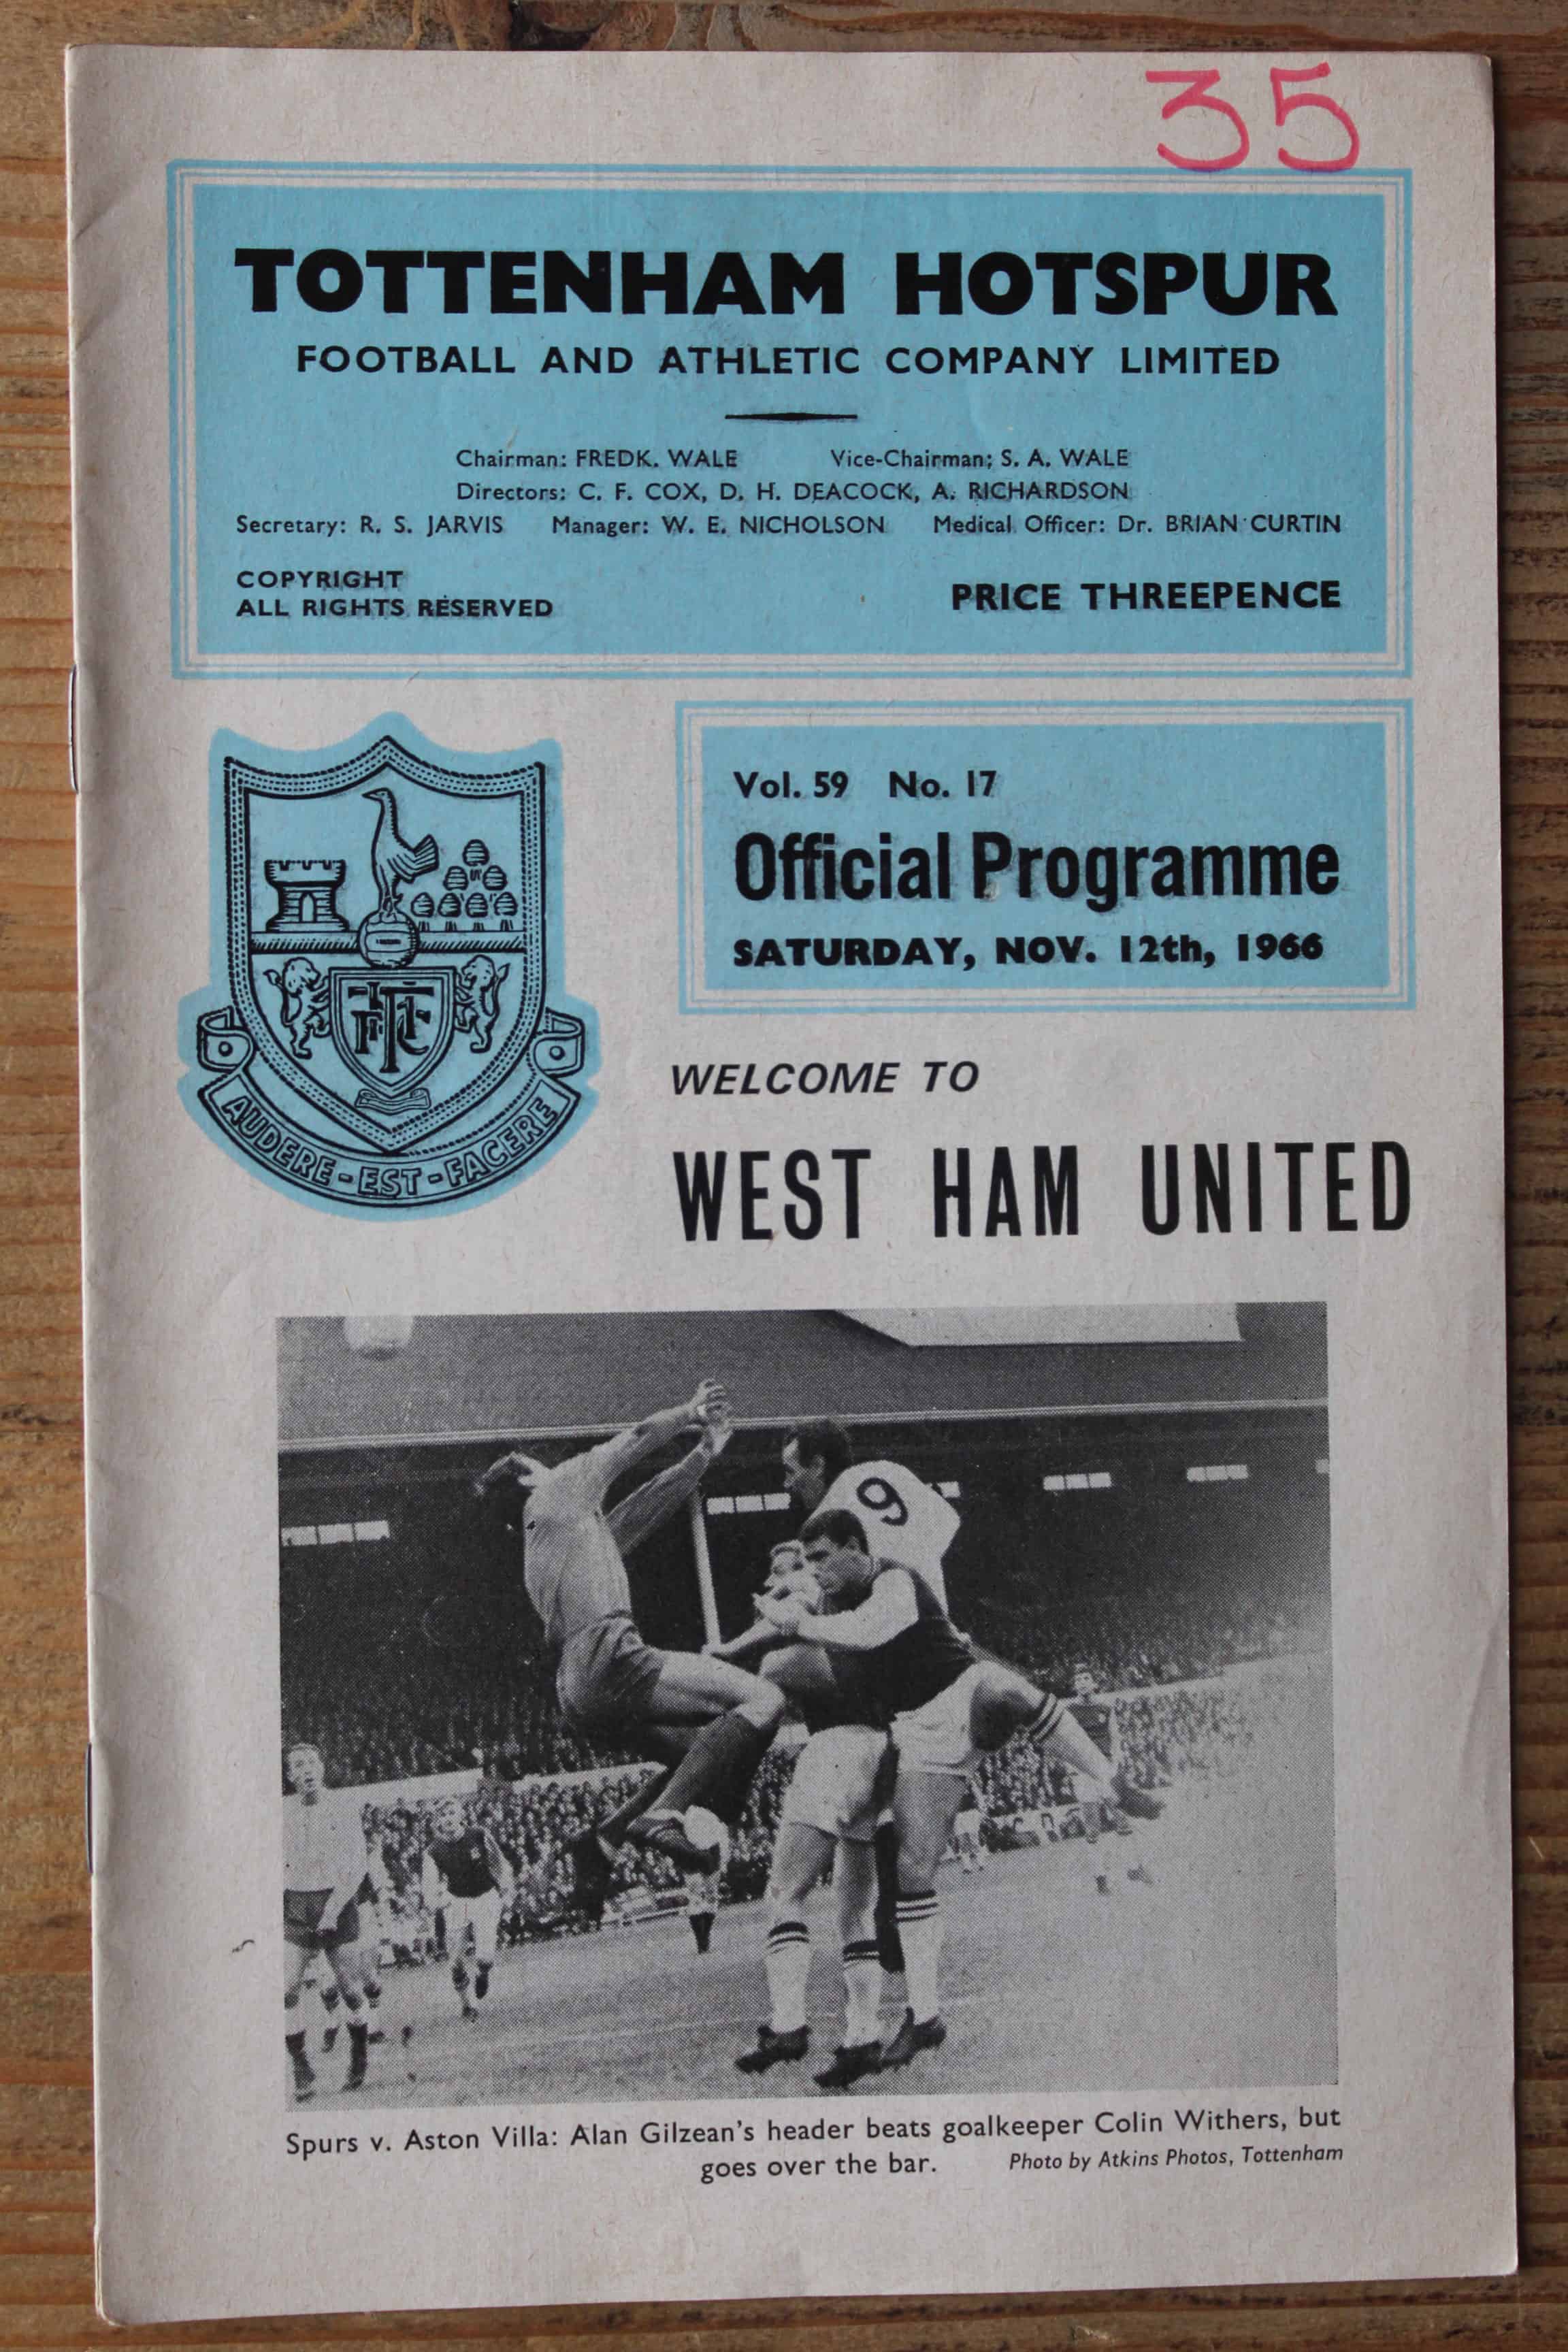 35
TOTTENHAM HOTSPUR
FOOTBALL AND ATHLETIC COMPANY LIMITED
Chairman: FREDK. WALE Vice-Chairman: S. A. WALE
Directors: C. F. COX, D. H. DEACOCK, A. RICHARDSON
Secretary: R. S. JARVIS Manager: W. E. NICHOLSON Medical Officer: Dr. BRIAN CURTIN
COPYRIGHT
ALL RIGHTS RESERVED
PRICE THREEPENCE
Vol. 59 No. 17
Official Programme
SATURDAY, NOV. 12th, 1966
AUDERE - EST - FACERE
WELCOME TO
WEST HAM UNITED
9
Spurs v. Aston Villa: Alan Gilzean's header beats goalkeeper Colin Withers, but
goes over the bar. Photo by Atkins Photos, Tottenham